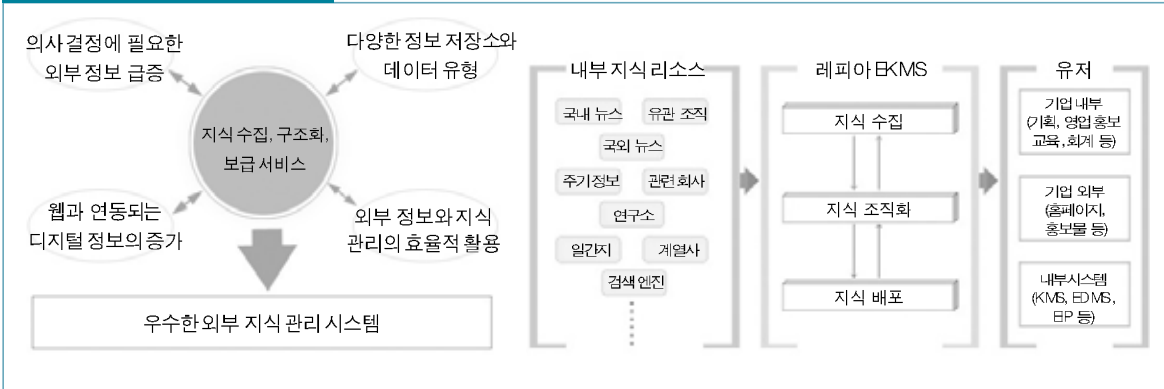 의사 결정에 필요한
외부 정보 급증
다양한 정보 저장소와
데이터 유형
지식 수집, 구조화,
보급 서비스
웹과 연동되는
디지털 정보의 증가
외부 정보와 지식
관리의 효율적 활용
우수한 외부 지식 관리 시스템
내부 지식 리소스
국내 뉴스
유관 조직
국외 뉴스
주기 정보
관련 회사
연구소
일간지
계열사
검색 엔진
레피아 EKMS
지식 수집
지식 조직화
지식 배포
유저
기업 내부
(기획, 영업 홍보
교육, 회계 등)
기업 외부
(홈페이지,
홍보물 등)
내부시스템
(KMS, EDMS,
EIP 등)